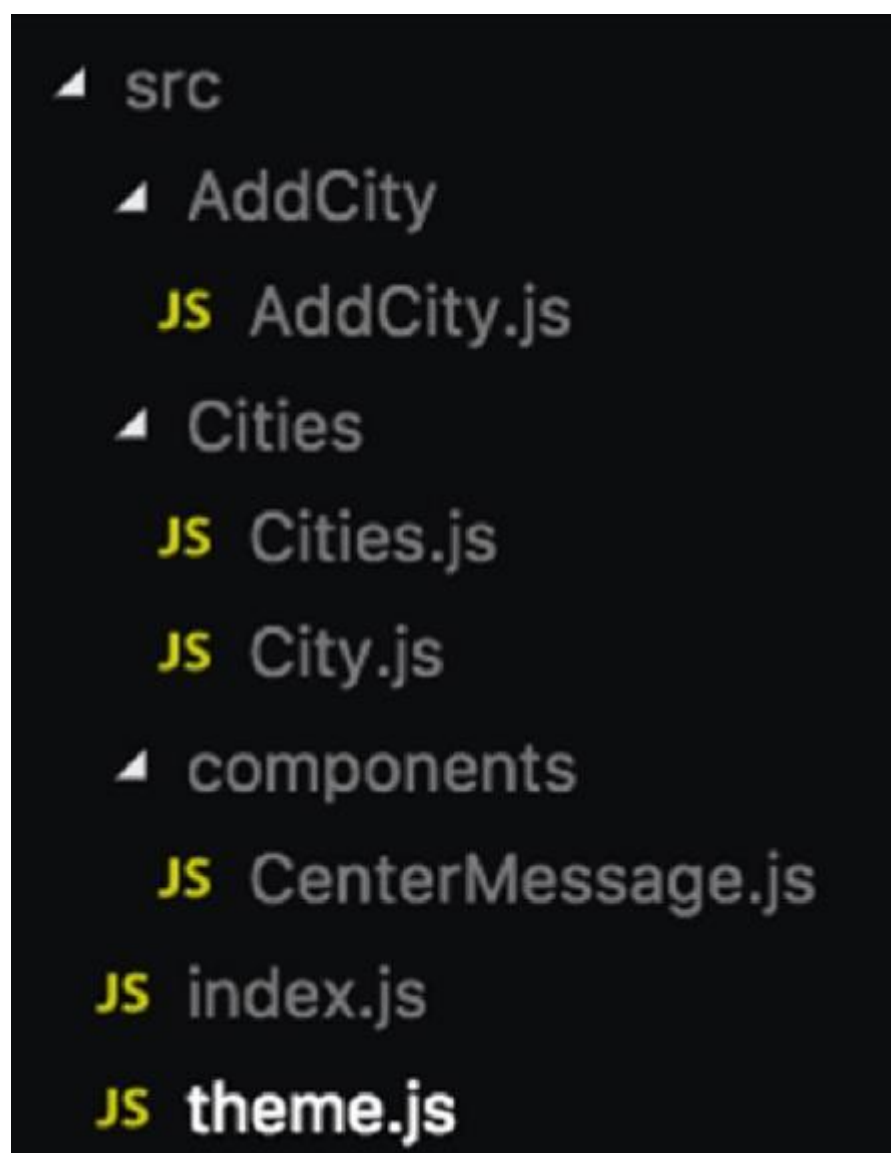 src
AddCity
JS AddCity.js
Cities
JS Cities.js
JS City.js
components
JS CenterMessage.js
JS index.js
JS theme.js